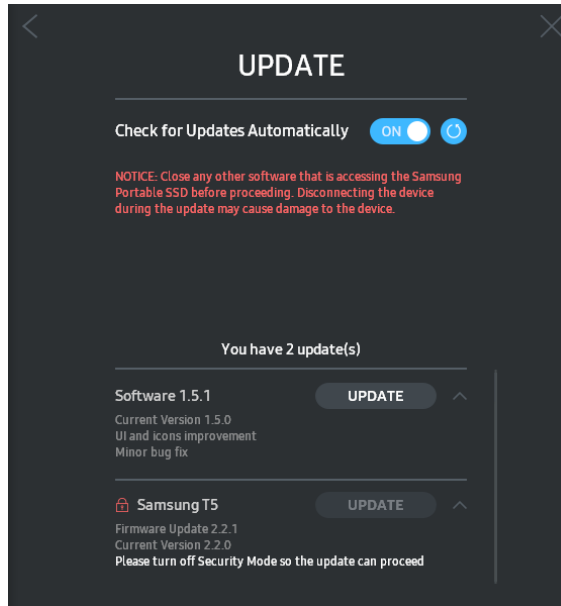 UPDATE
Check for Updates Automatically ON
NOTICE: Close any other software that is accessing the Samsung
Portable SSD before proceeding. Disconnecting the device
during the update may cause damage to the device.
You have 2 update(s)
Software 1.5.1 UPDATE
Current Version 1.5.0
UI and icons improvement
Minor bug fix
Samsung T5 UPDATE
Firmware Update 2.2.1
Current Version 2.2.0
Please turn off Security Mode so the update can proceed